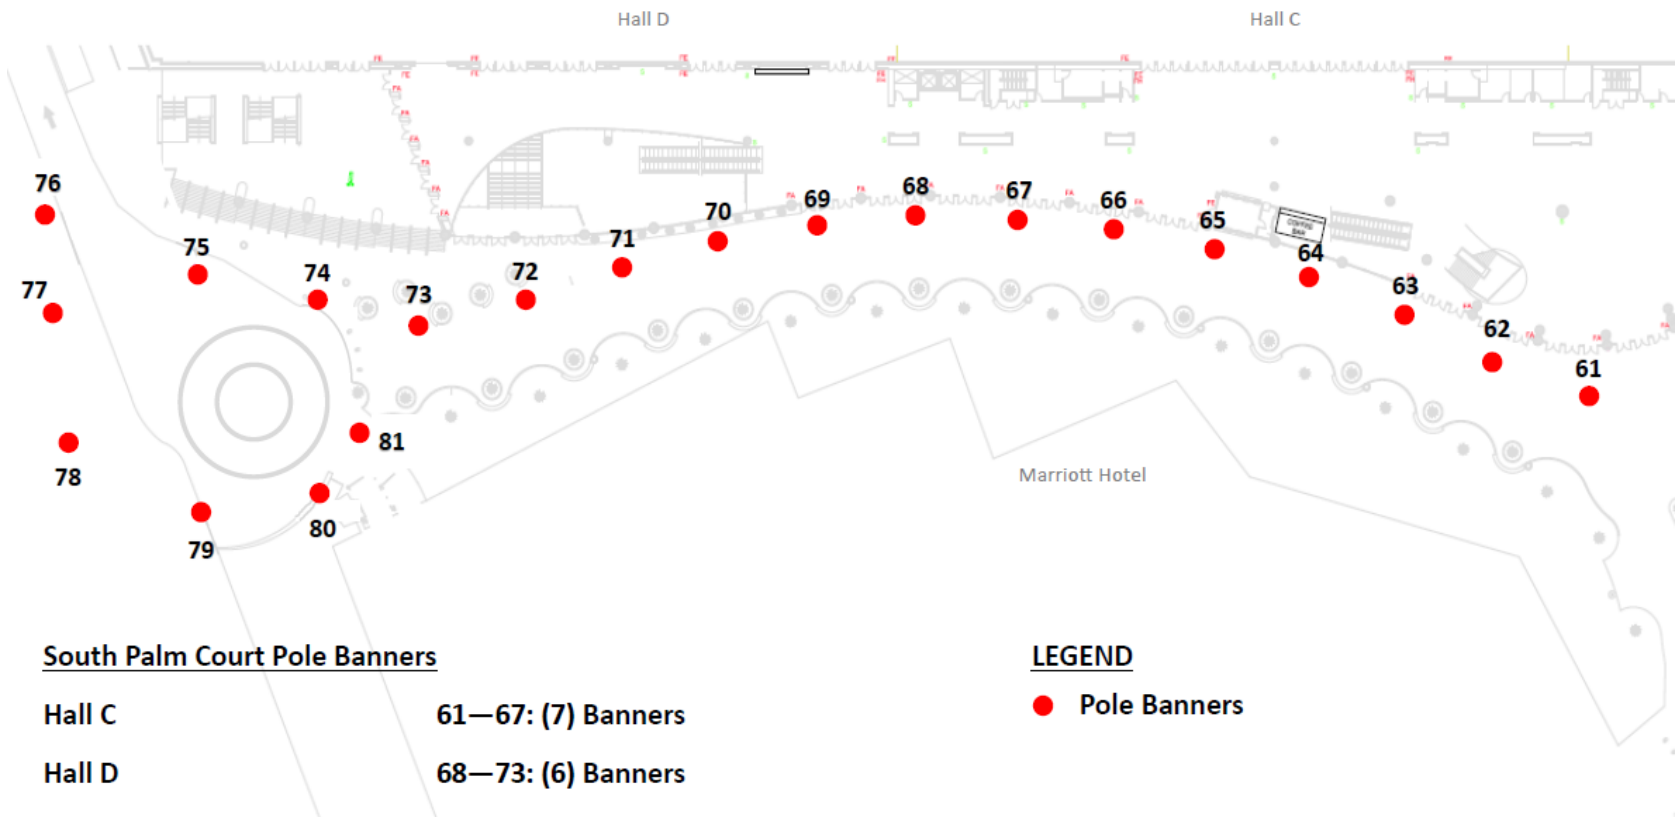 Hall D
Hall C
76
77
75
74
73
72
71
70
69
68
67
66
65
64
63
62
61
COFFEE BAR
78
79
80
81
Marriott Hotel
South Palm Court Pole Banners
Hall C 61—67: (7) Banners
Hall D 68—73: (6) Banners
LEGEND
Pole Banners